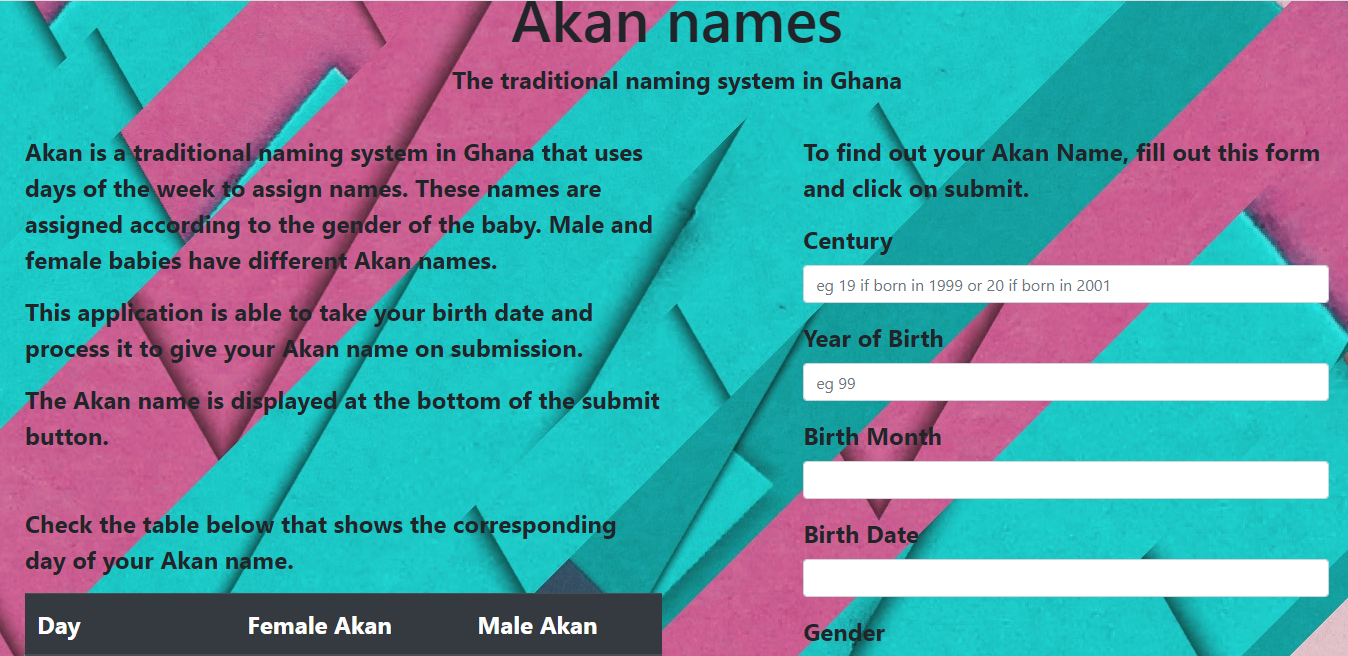 Akan names
The traditional naming system in Ghana
Akan is a traditional naming system in Ghana that uses
days of the week to assign names. These names are
assigned according to the gender of the baby. Male and
female babies have different Akan names.
This application is able to take your birth date and
process it to give your Akan name on submission.
The Akan name is displayed at the bottom of the submit
button.
Check the table below that shows the corresponding
day of your Akan name.
Day Female Akan Male Akan
To find out your Akan Name, fill out this form
and click on submit.
Century
eg 19 if born in 1999 or 20 if born in 2001
Year of Birth
eg 99
Birth Month
Birth Date
Gender